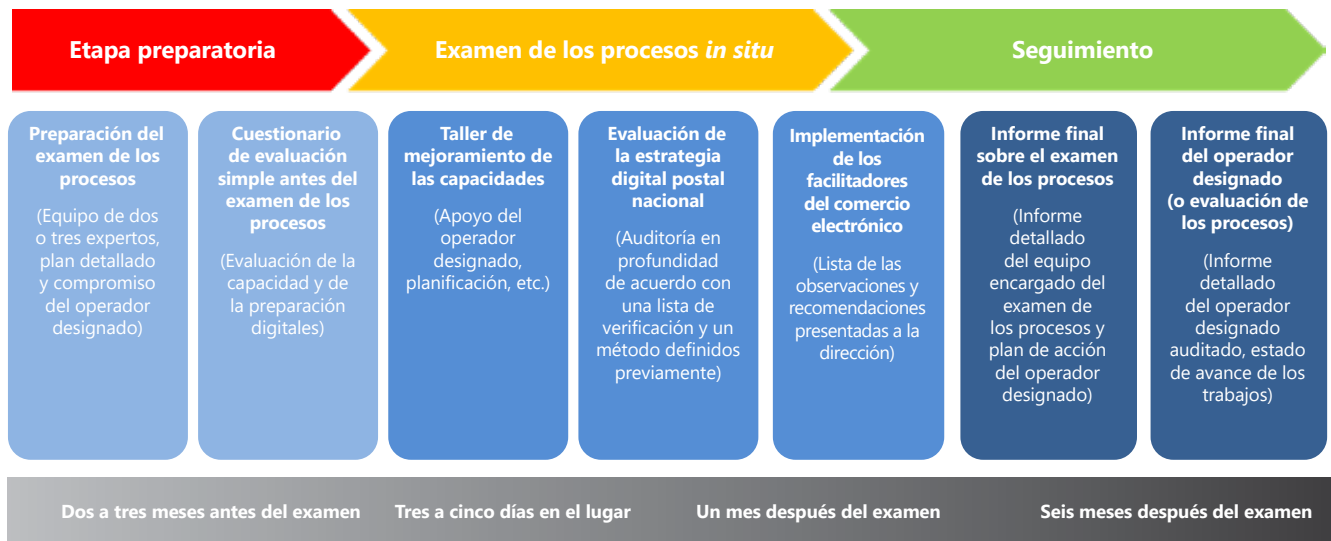 Etapa preparatoria
Examen de los procesos in situ
Seguimiento
Preparación del
examen de los
procesos
(Equipo de dos
o tres expertos,
plan detallado
y compromiso
del operador
designado)
Cuestionario
de evaluación
simple antes del
examen de los
procesos
(Evaluación de la
capacidad y de
la preparación
digitales)
Taller de
mejoramiento de
las capacidades
(Apoyo del
operador
designado,
planificación, etc.)
Evaluación de
la estrategia
digital postal
nacional
(Auditoría en
profundidad
de acuerdo con
una lista de
verificación y un
método definidos
previamente)
Implementación
de los
facilitadores
del comercio
electrónico
(Lista de las
observaciones y
recomendaciones
presentadas a la
dirección)
Informe final
sobre el examen
de los procesos
(Informe
detallado
del equipo
encargado del
examen de
los procesos y
plan de acción
del operador
designado)
Informe final
del operador
designado
(o evaluación de
los procesos)
(Informe
detallado
del operador
designado
auditado, estado
de avance de los
trabajos)
Dos a tres meses antes del examen
Tres a cinco días en el lugar
Un mes después del examen
Seis meses después del examen